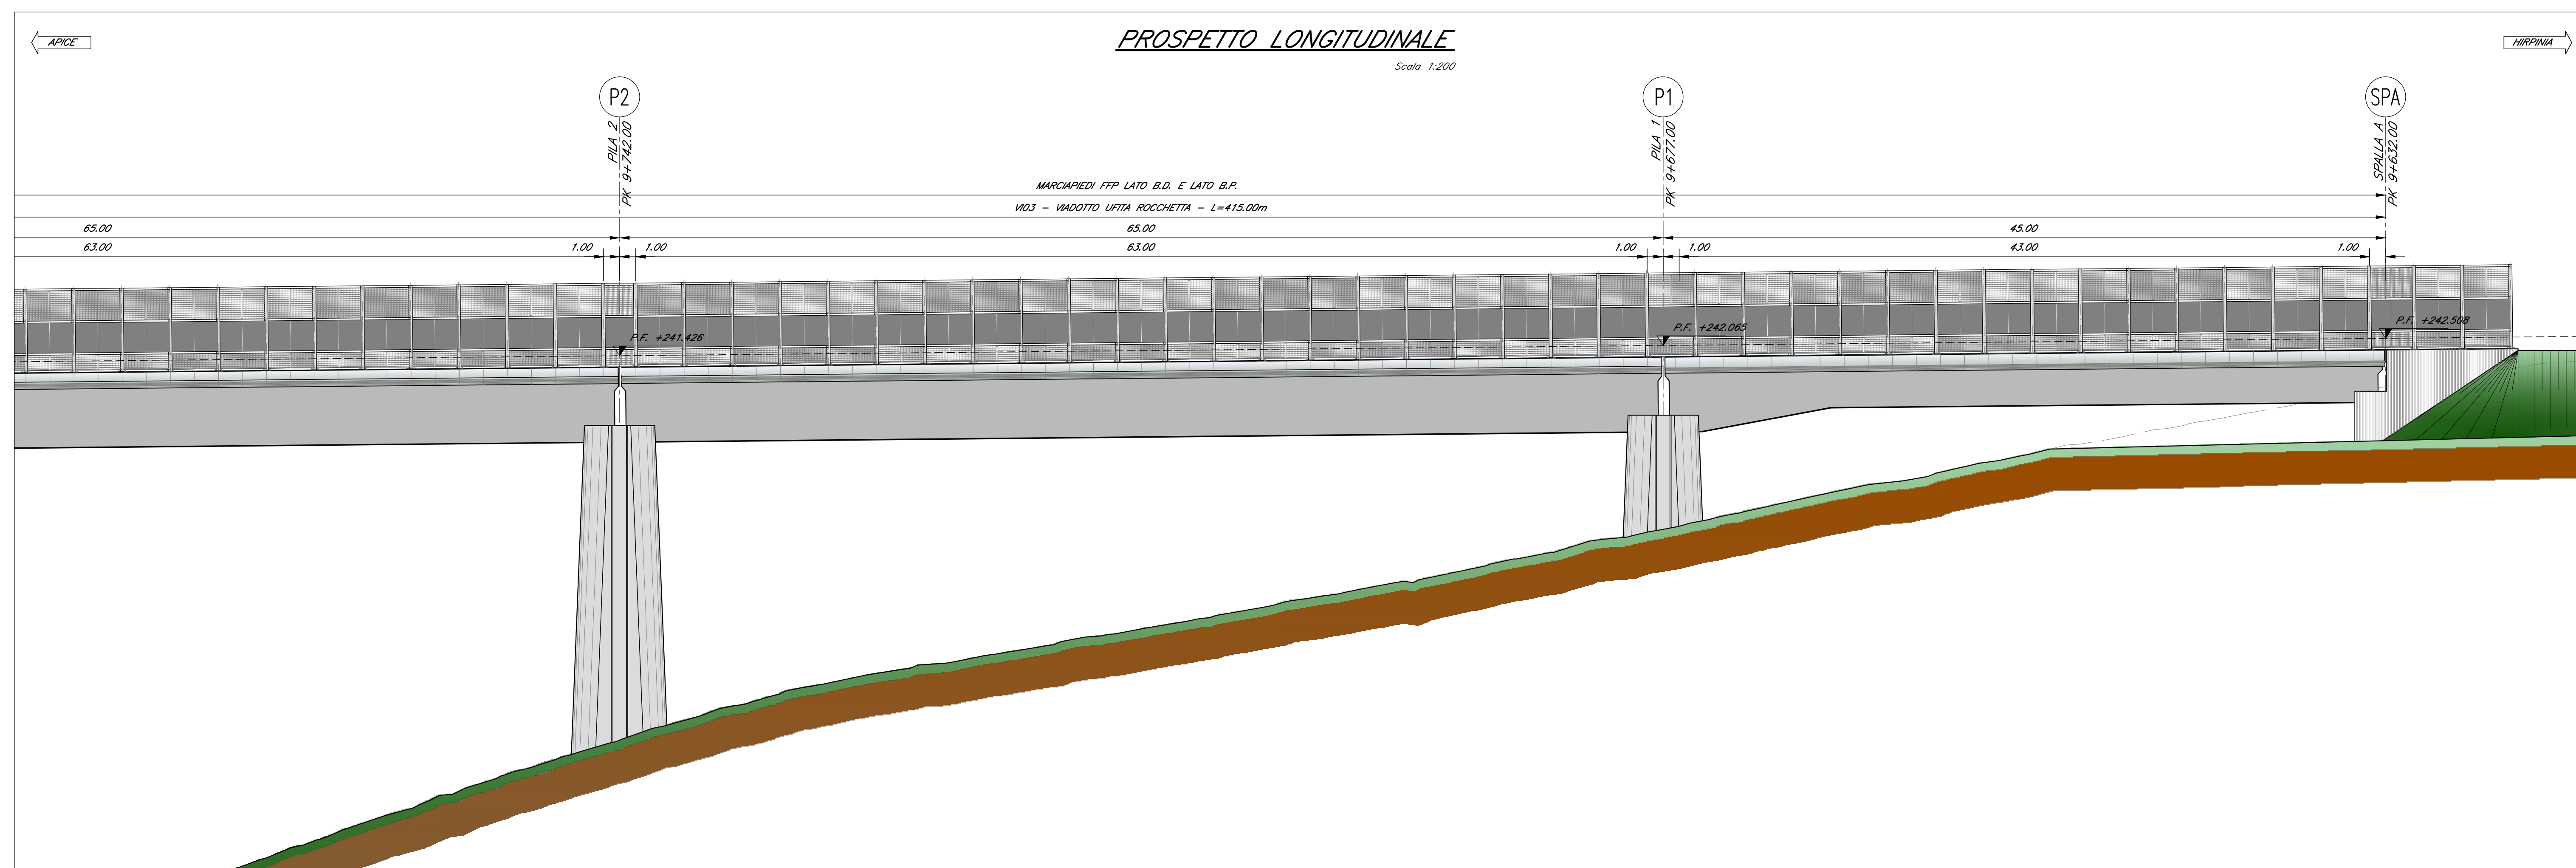 APICE
PROSPETTO LONGITUDINALE
HIRPINIA
Scala 1:200
P2
P1
SPA
PILA 2
PK 9+742.00
PILA 1
PK 9+677.00
SPALLA A
PK 9+632.00
MARCIAPIEDI FFP LATO B.D. E LATO B.P.
VI03 - VIADOTTO UFITA ROCCHETTA - L=415.00m
65.00 65.00 45.00
63.00 1.00 1.00 63.00 1.00 1.00 43.00 1.00
P.F. +241.426
P.F. +242.065
P.F. +242.508